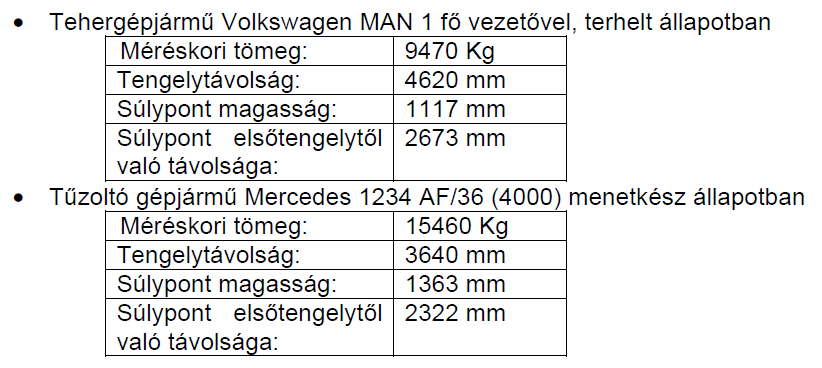 • Tehergépjármű Volkswagen MAN 1 fő vezetővel, terhelt állapotban
Méréskori tömeg: 9470 Kg
Tengelytávolság: 4620 mm
Súlypont magasság: 1117 mm
Súlypont elsőtengelytől 2673 mm
való távolsága:
• Tűzoltó gépjármű Mercedes 1234 AF/36 (4000) menetkész állapotban
Méréskori tömeg: 15460 Kg
Tengelytávolság: 3640 mm
Súlypont magasság: 1363 mm
Súlypont elsőtengelytől 2322 mm
való távolsága: